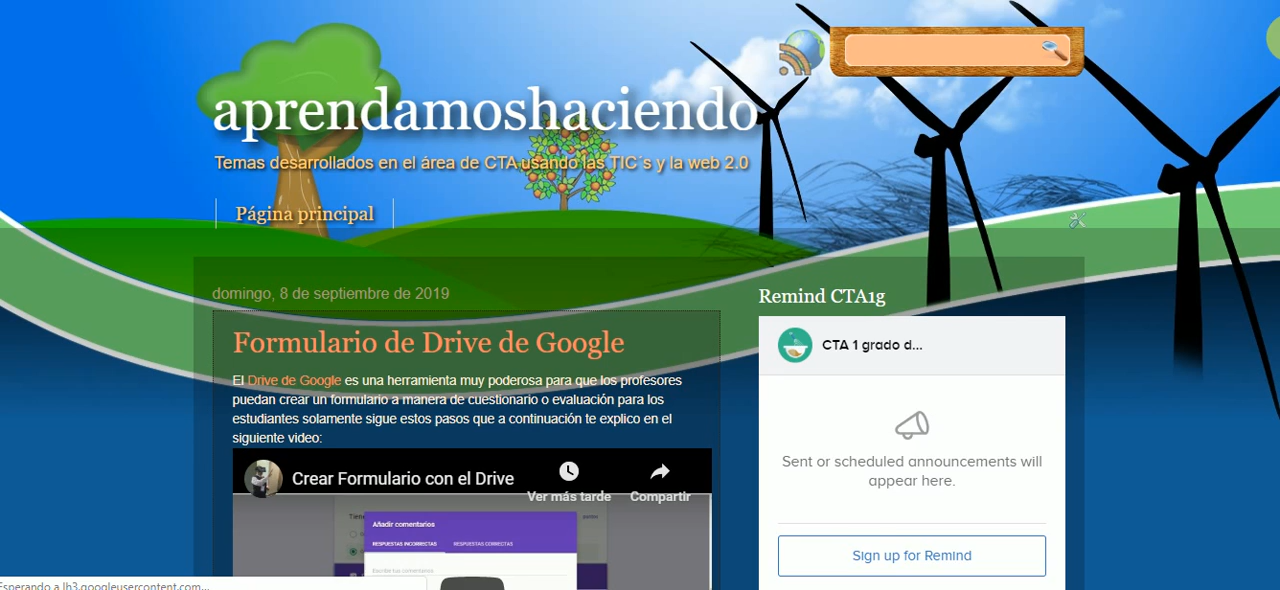 aprendamoshaciendo
Temas desarrollados en el área de CTA usando las TIC´s y la web 2.0
Página principal
domingo, 8 de septiembre de 2019
Formulario de Drive de Google
El Drive de Google es una herramienta muy poderosa para que los profesores
puedan crear un formulario a manera de cuestionario o evaluación para los
estudiantes solamente sigue estos pasos que a continuación te explico en el
siguiente video:
Crear Formulario con el Drive
Ver más tarde
Compartir
Añadir comentarios
RESPUESTAS INCORRECTAS
RESPUESTAS CORRECTAS
Escribe tus comentarios
Remind CTA1g
CTA 1 grado d...
Sent or scheduled announcements will
appear here.
Sign up for Remind
Esperando a lh3.googleusercontent.com...